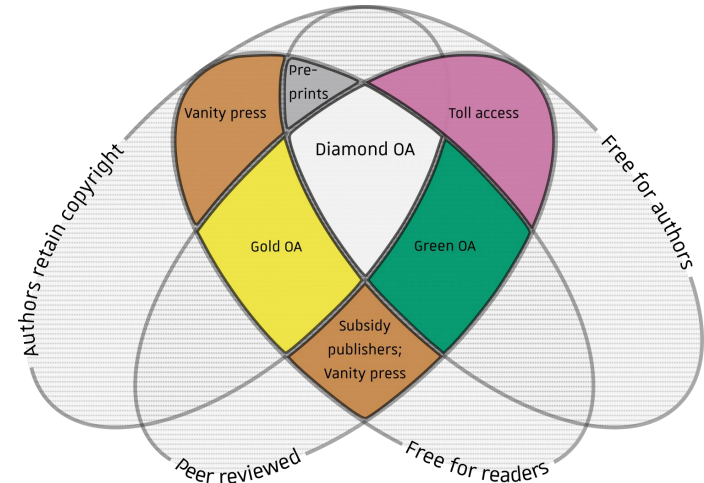 Pre-
prints
Vanity press
Toll access
Diamond OA
Authors retain copyright
Free for authors
Gold OA
Green OA
Subsidy
publishers;
Vanity press
Peer reviewed
Free for readers